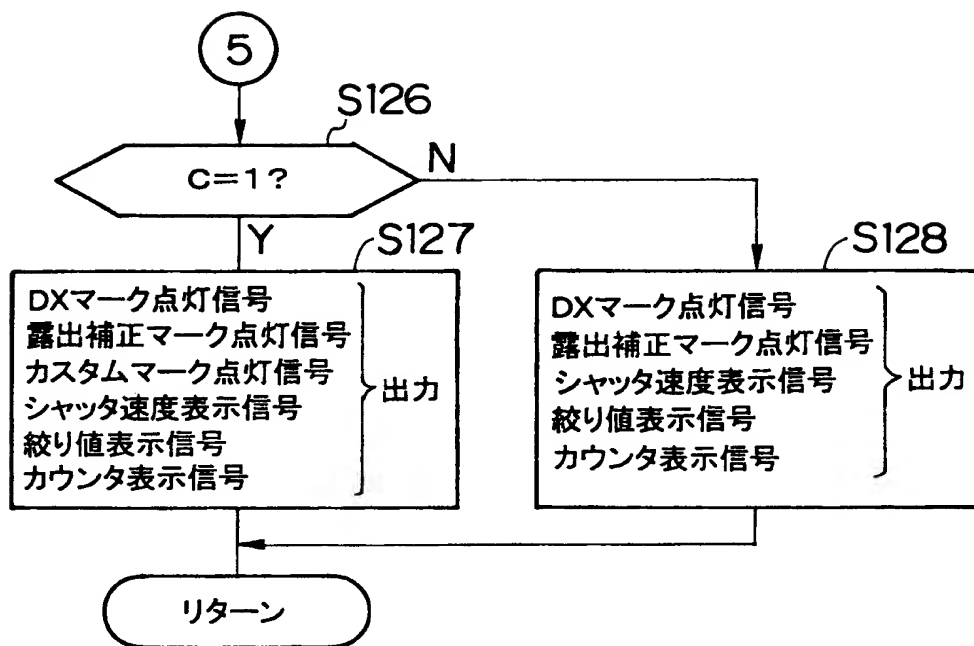 5
S126
C=1?
N
Y
S127
DXマーク点灯信号
露出補正マーク点灯信号
カスタムマーク点灯信号
シャッタ速度表示信号
絞り値表示信号
カウンタ表示信号
出力
S128
DXマーク点灯信号
露出補正マーク点灯信号
シャッタ速度表示信号
絞り値表示信号
カウンタ表示信号
出力
リターン